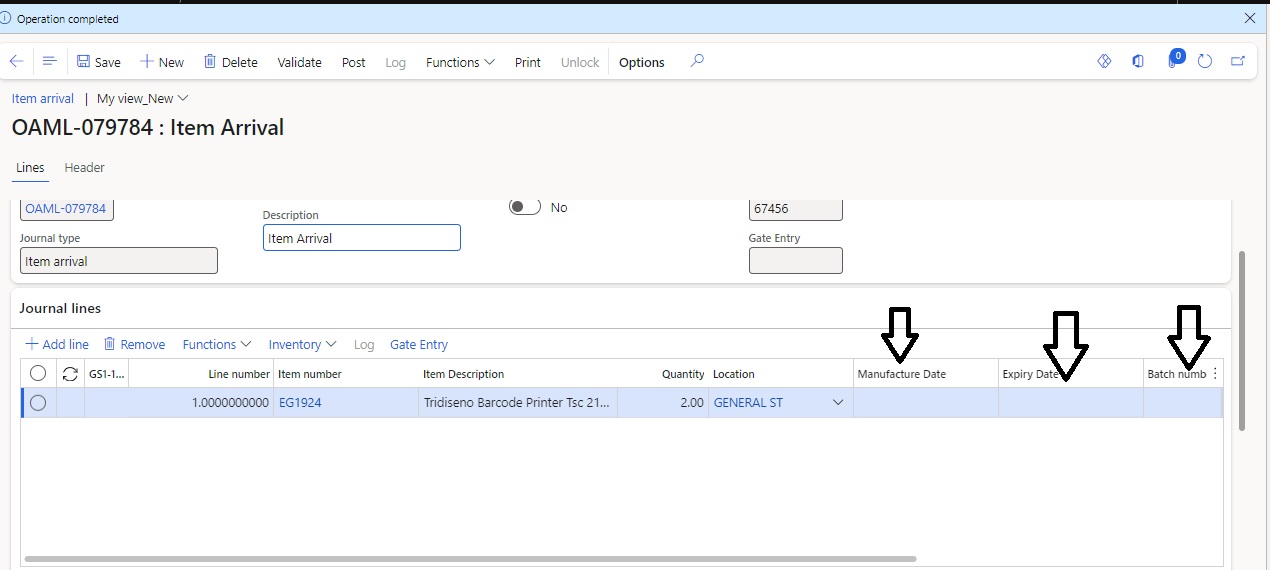 Operation completed
Save New Delete Validate Post Log Functions Print Unlock Options 0
Item arrival | My view_New
OAML-079784 : Item Arrival
Lines Header
OAML-079784 No 67456
Description
Item Arrival
Journal type Gate Entry
Item arrival
Journal lines
Add line Remove Functions Inventory Log Gate Entry
GS1-1... Line number Item number Item Description Quantity Location Manufacture Date Expiry Date Batch numb
1.0000000000 EG1924 Tridiseno Barcode Printer Tsc 21... 2.00 GENERAL ST